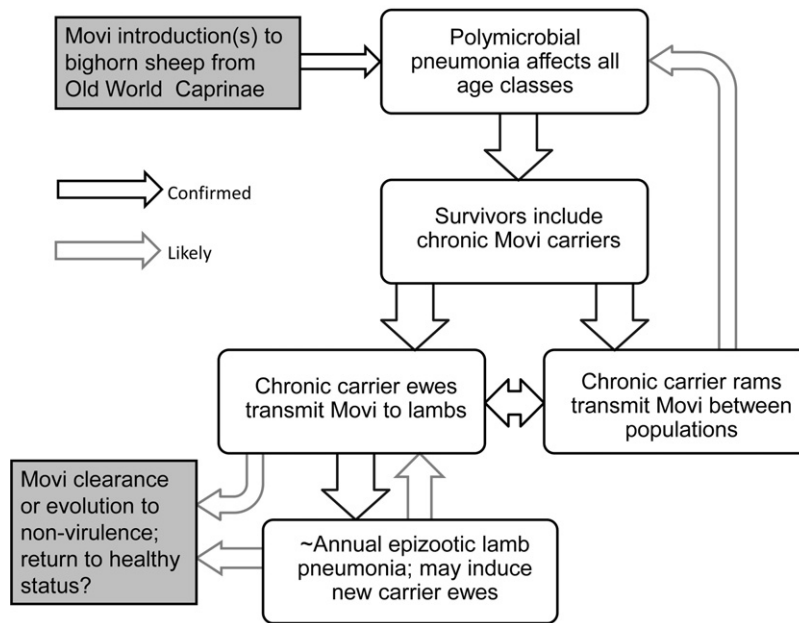 Movi introduction(s) to
bighorn sheep from
Old World Caprinae
Polymicrobial
pneumonia affects all
age classes
Confirmed
Likely
Survivors include
chronic Movi carriers
Chronic carrier ewes
transmit Movi to lambs
Chronic carrier rams
transmit Movi between
populations
Movi clearance
or evolution to
non-virulence;
return to healthy
status?
~Annual epizootic lamb
pneumonia; may induce
new carrier ewes